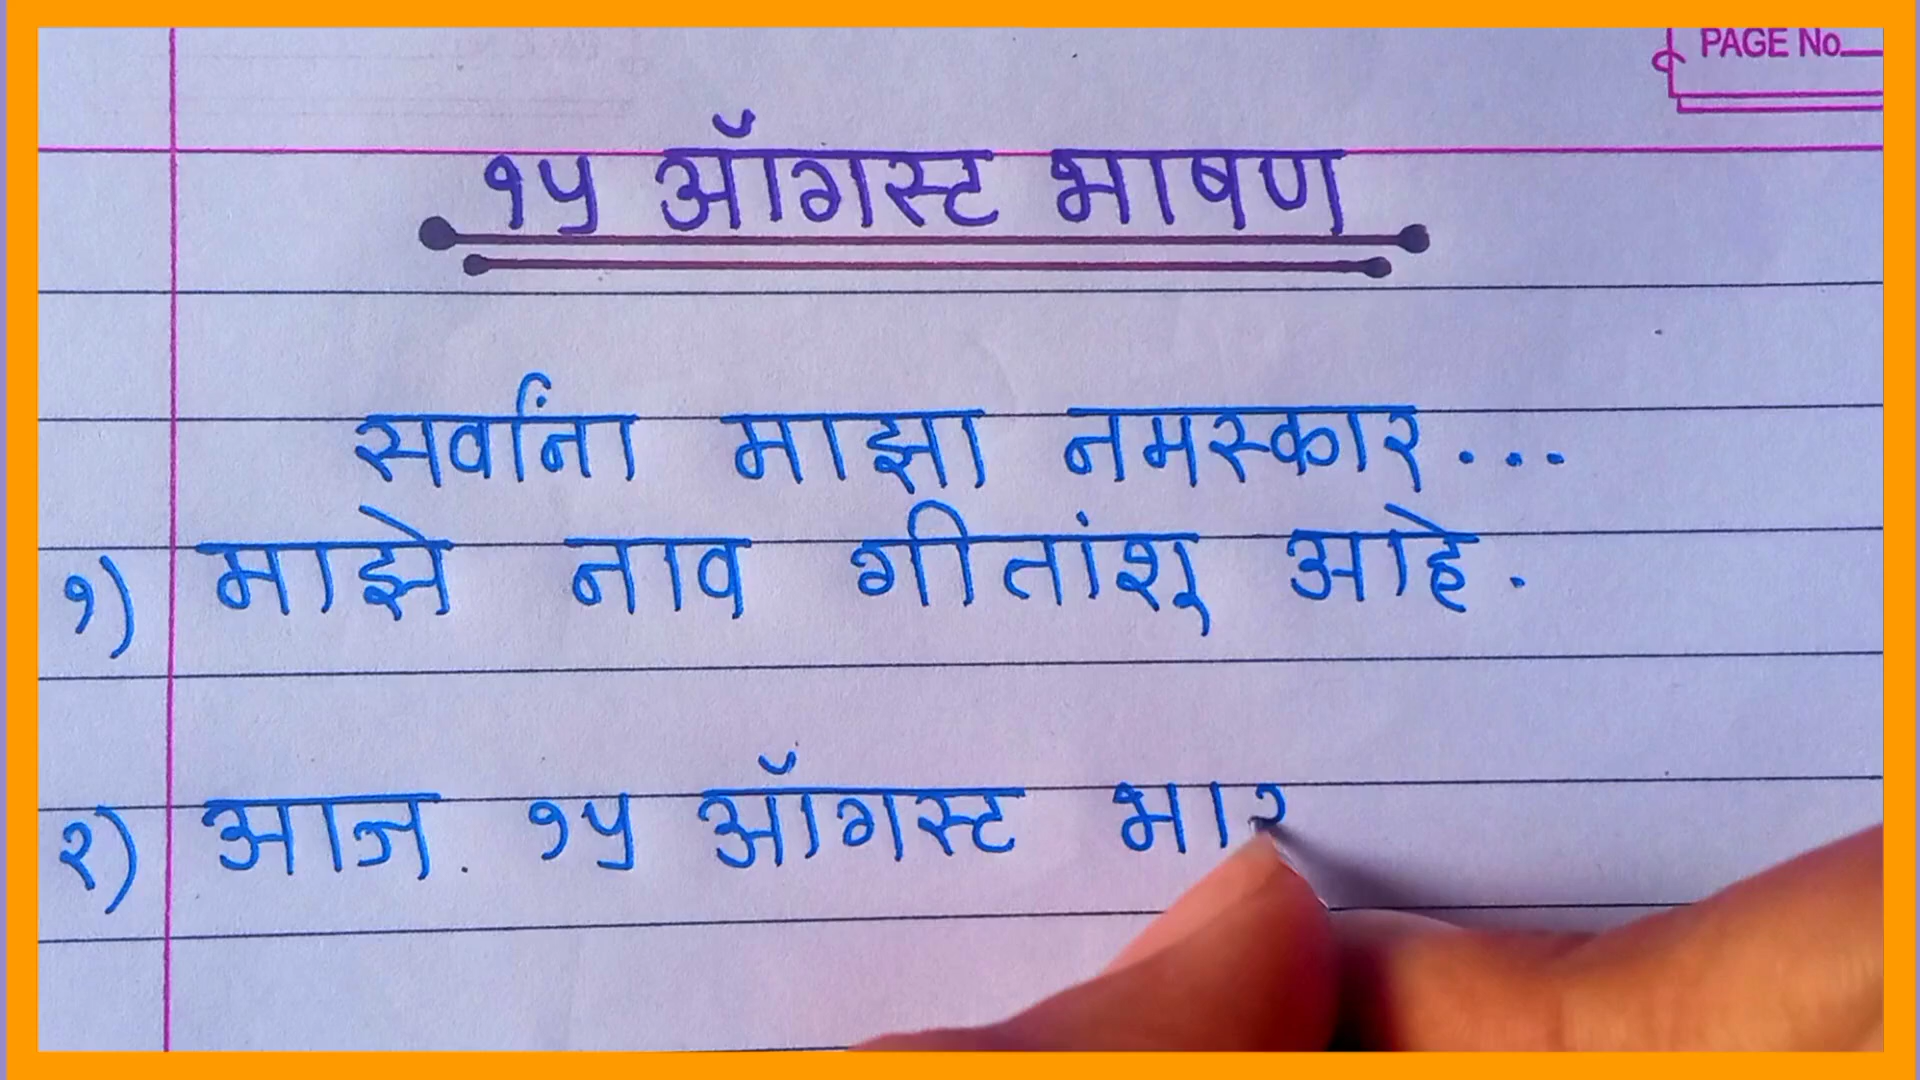 PAGE No.
१५ ऑगस्ट भाषण
सर्वांना माझा नमस्कार...
१) माझे नाव गीतांशू आहे.
२) आज. १५ ऑगस्ट भार